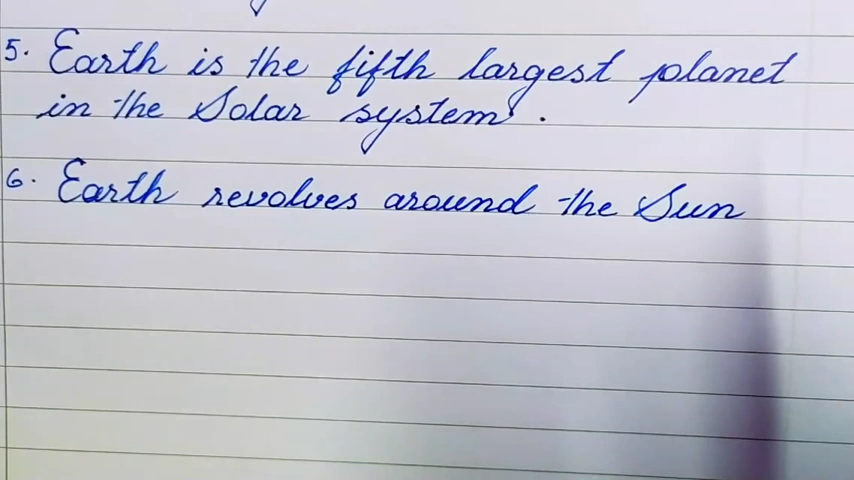 5. Earth is the fifth largest planet
in the Solar system.
6. Earth revolves around the Sun